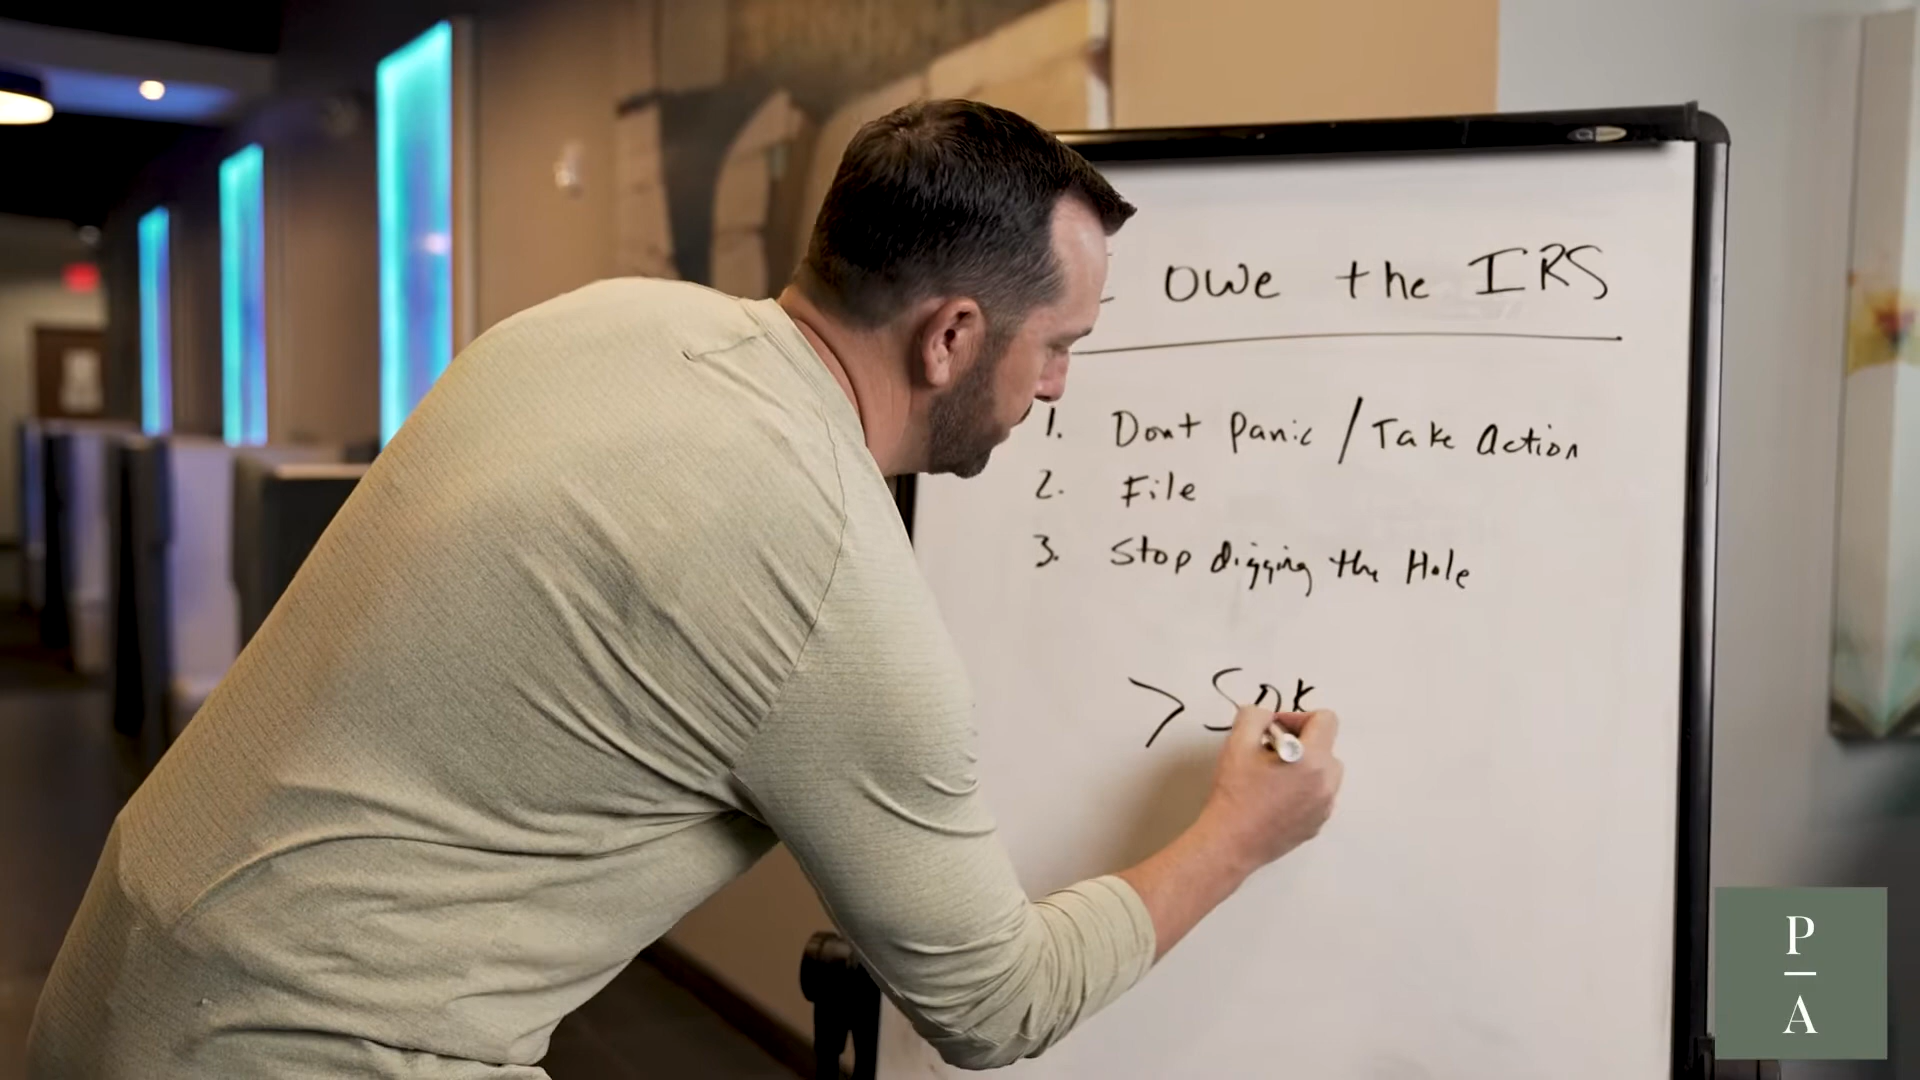 I owe the IRS
1. Dont Panic / Take Action
2. File
3. Stop digging the Hole
> 50k
P
A